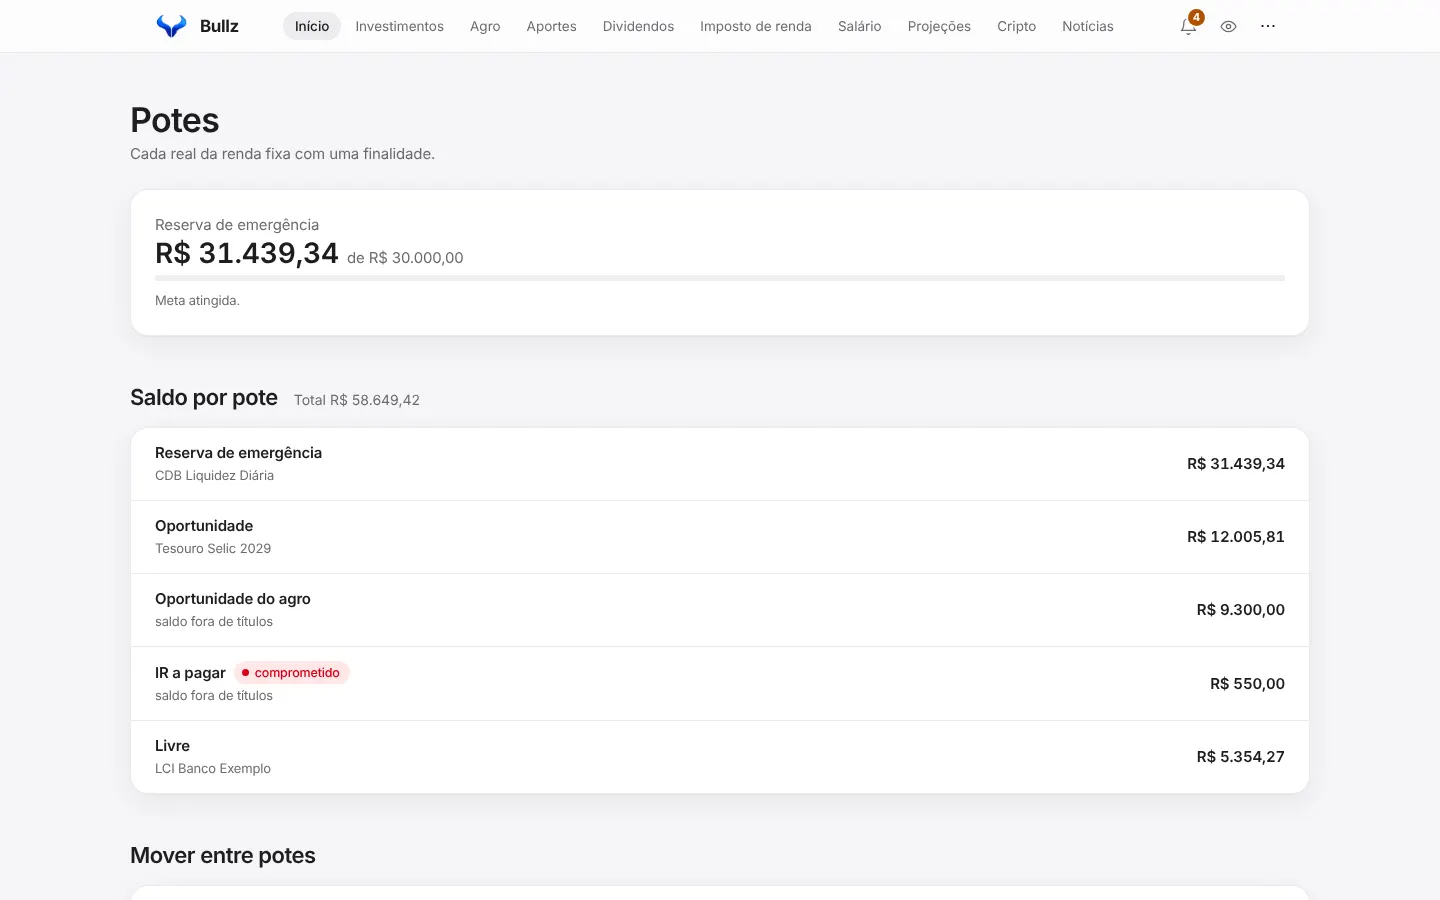 Bullz
Início
Investimentos
Agro
Aportes
Dividendos
Imposto de renda
Salário
Projeções
Cripto
Notícias
4
Potes
Cada real da renda fixa com uma finalidade.
Reserva de emergência
R$ 31.439,34 de R$ 30.000,00
Meta atingida.
Saldo por pote Total R$ 58.649,42
Reserva de emergência
CDB Liquidez Diária
R$ 31.439,34
Oportunidade
Tesouro Selic 2029
R$ 12.005,81
Oportunidade do agro
saldo fora de títulos
R$ 9.300,00
IR a pagar comprometido
saldo fora de títulos
R$ 550,00
Livre
LCI Banco Exemplo
R$ 5.354,27
Mover entre potes